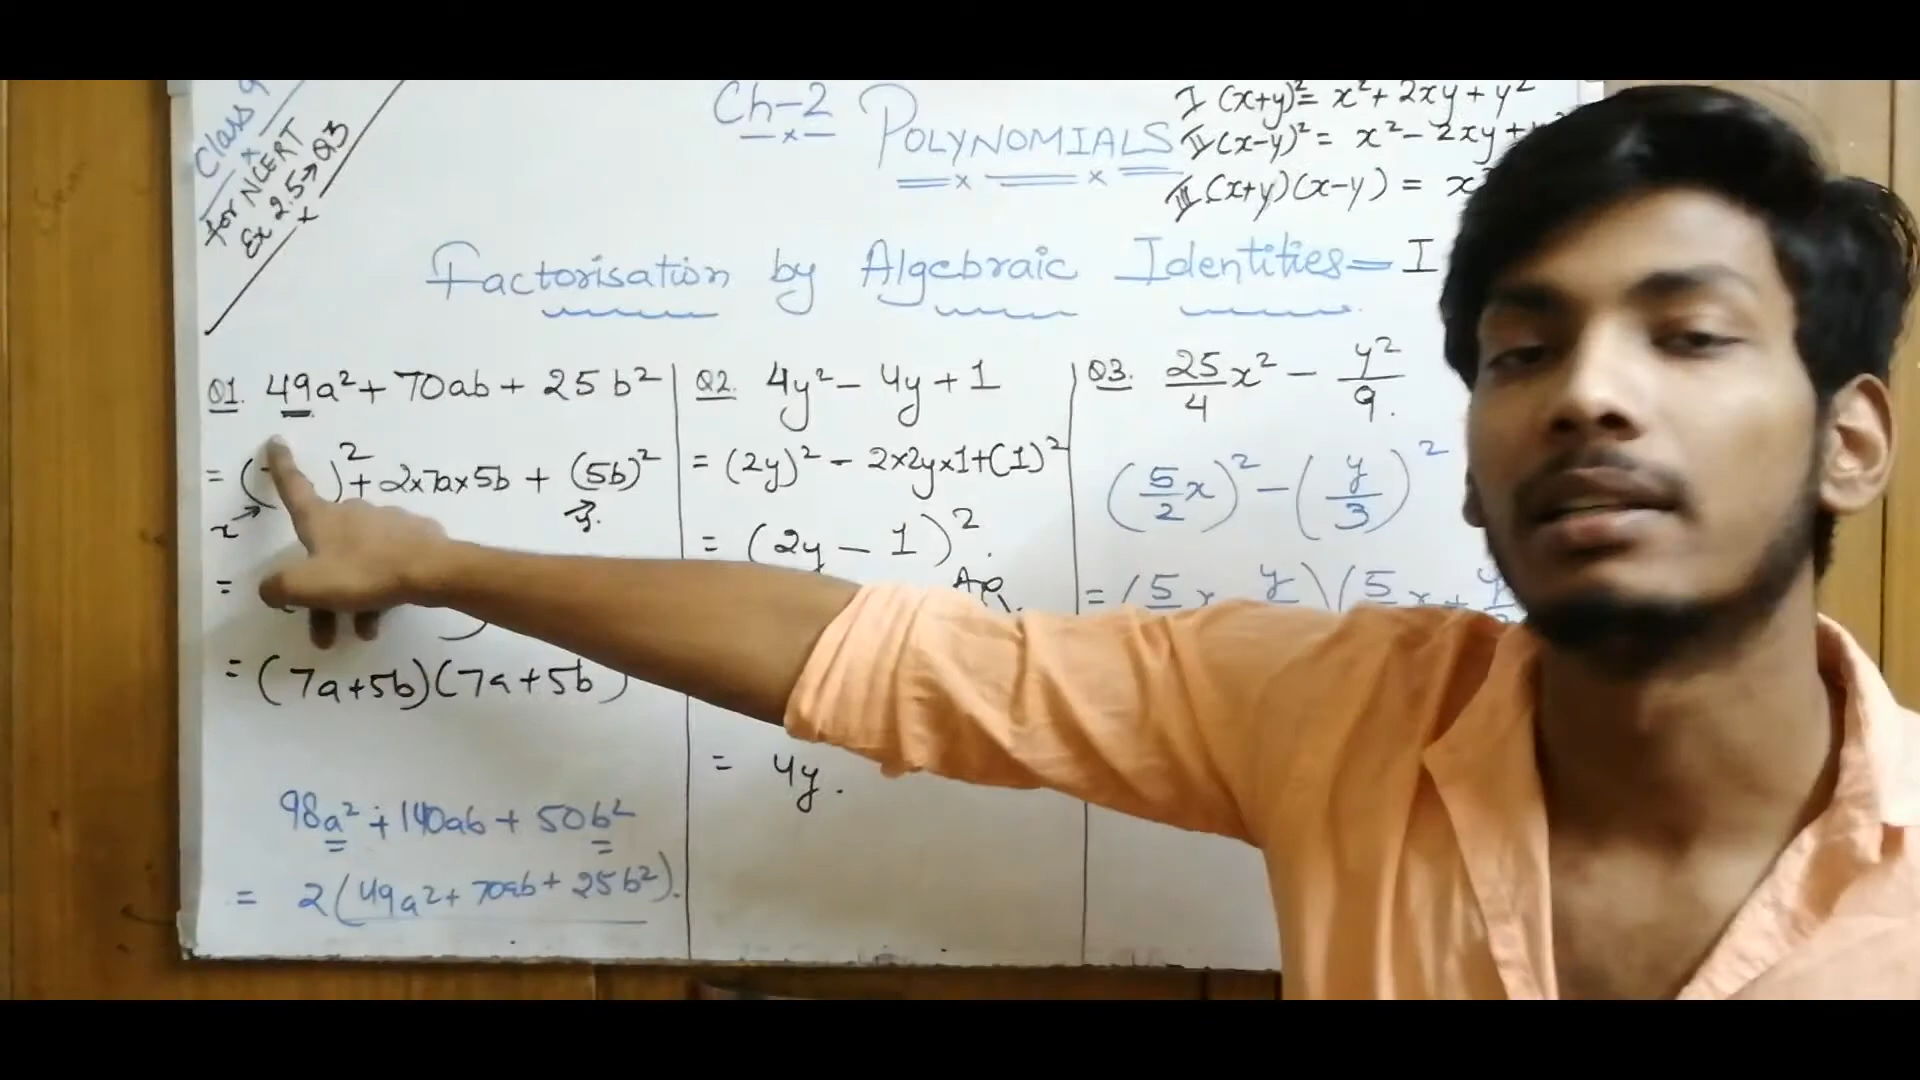 Class 9
for NCERT
Ex 2.5→Q3
Ch-2 POLYNOMIALS
I (x+y)²= x²+ 2xy + y²
II (x-y)² = x² - 2xy +
III (x+y)(x-y) = x²
Factorisation by Algebraic Identities = I
Q1. 49a² + 70ab + 25b²
= ( )² + 2×7a×5b + (5b)²
x
y.
=
= (7a+5b)(7a+5b)
98a² + 140ab + 50b²
= 2(49a²+ 70ab + 25b²).
Q2. 4y² - 4y + 1
= (2y)² - 2×2y×1+(1)²
= (2y - 1)².
= 4y.
Q3. 25/4 x² - y²/9.
(5/2 x)² - (y/3)²
= (5 x y)(5 x + y